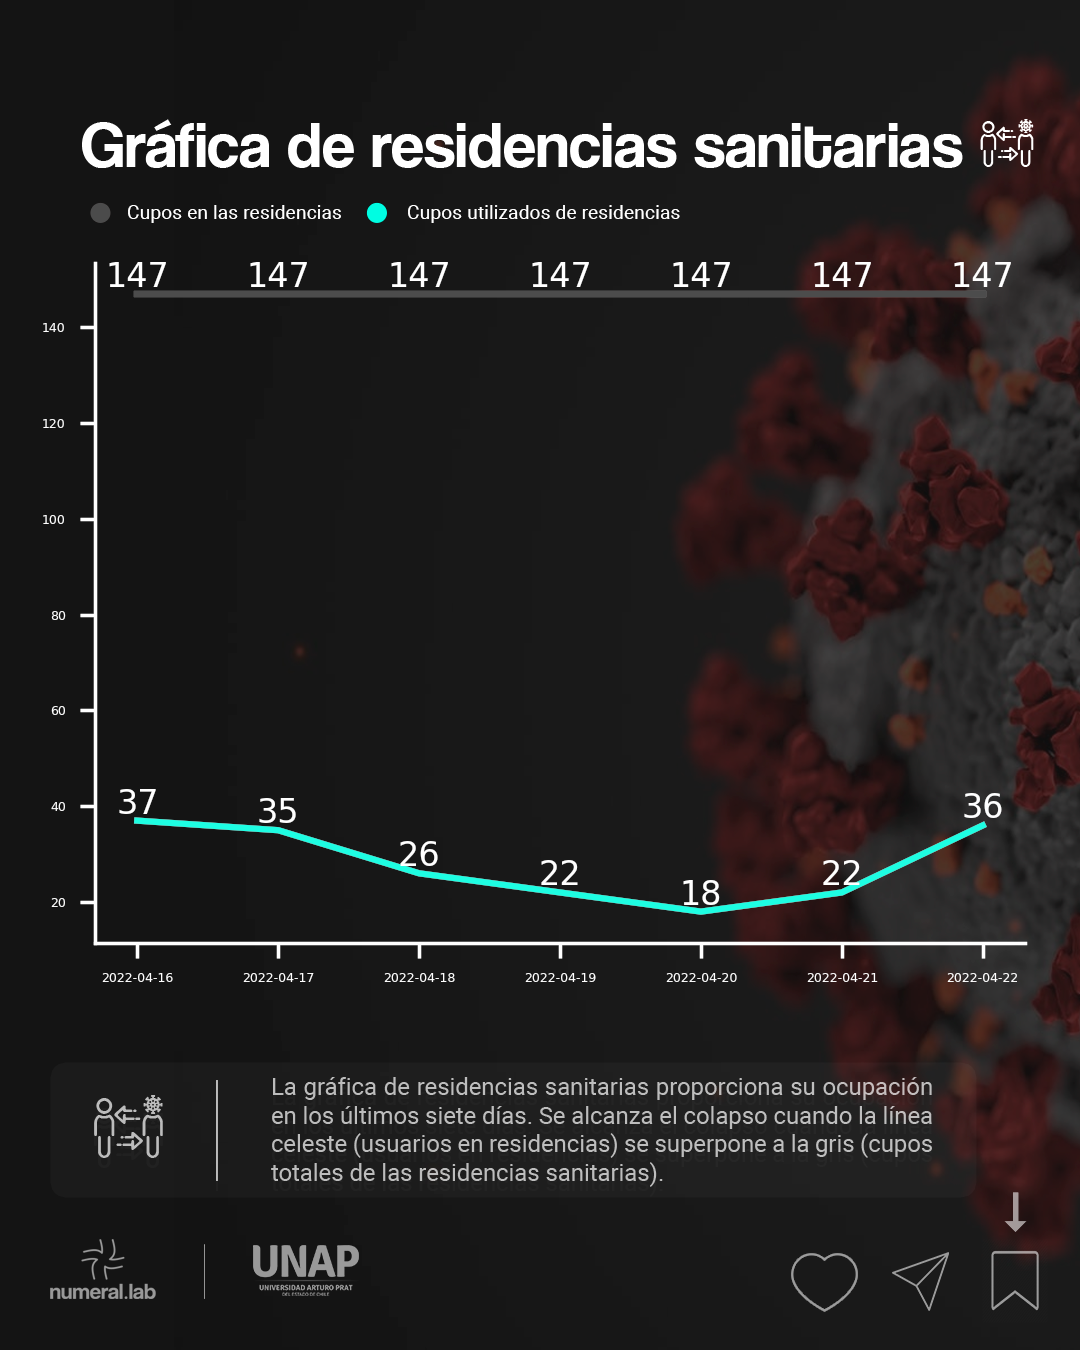 Gráfica de residencias sanitarias
Cupos en las residencias Cupos utilizados de residencias
147 147 147 147 147 147 147
140
120
100
80
60
40
20
37 35 26 22 18 22 36
2022-04-16 2022-04-17 2022-04-18 2022-04-19 2022-04-20 2022-04-21 2022-04-22
La gráfica de residencias sanitarias proporciona su ocupación
en los últimos siete días. Se alcanza el colapso cuando la línea
celeste (usuarios en residencias) se superpone a la gris (cupos
totales de las residencias sanitarias).
numeral.lab
UNAP
UNIVERSIDAD ARTURO PRAT
DEL ESTADO DE CHILE